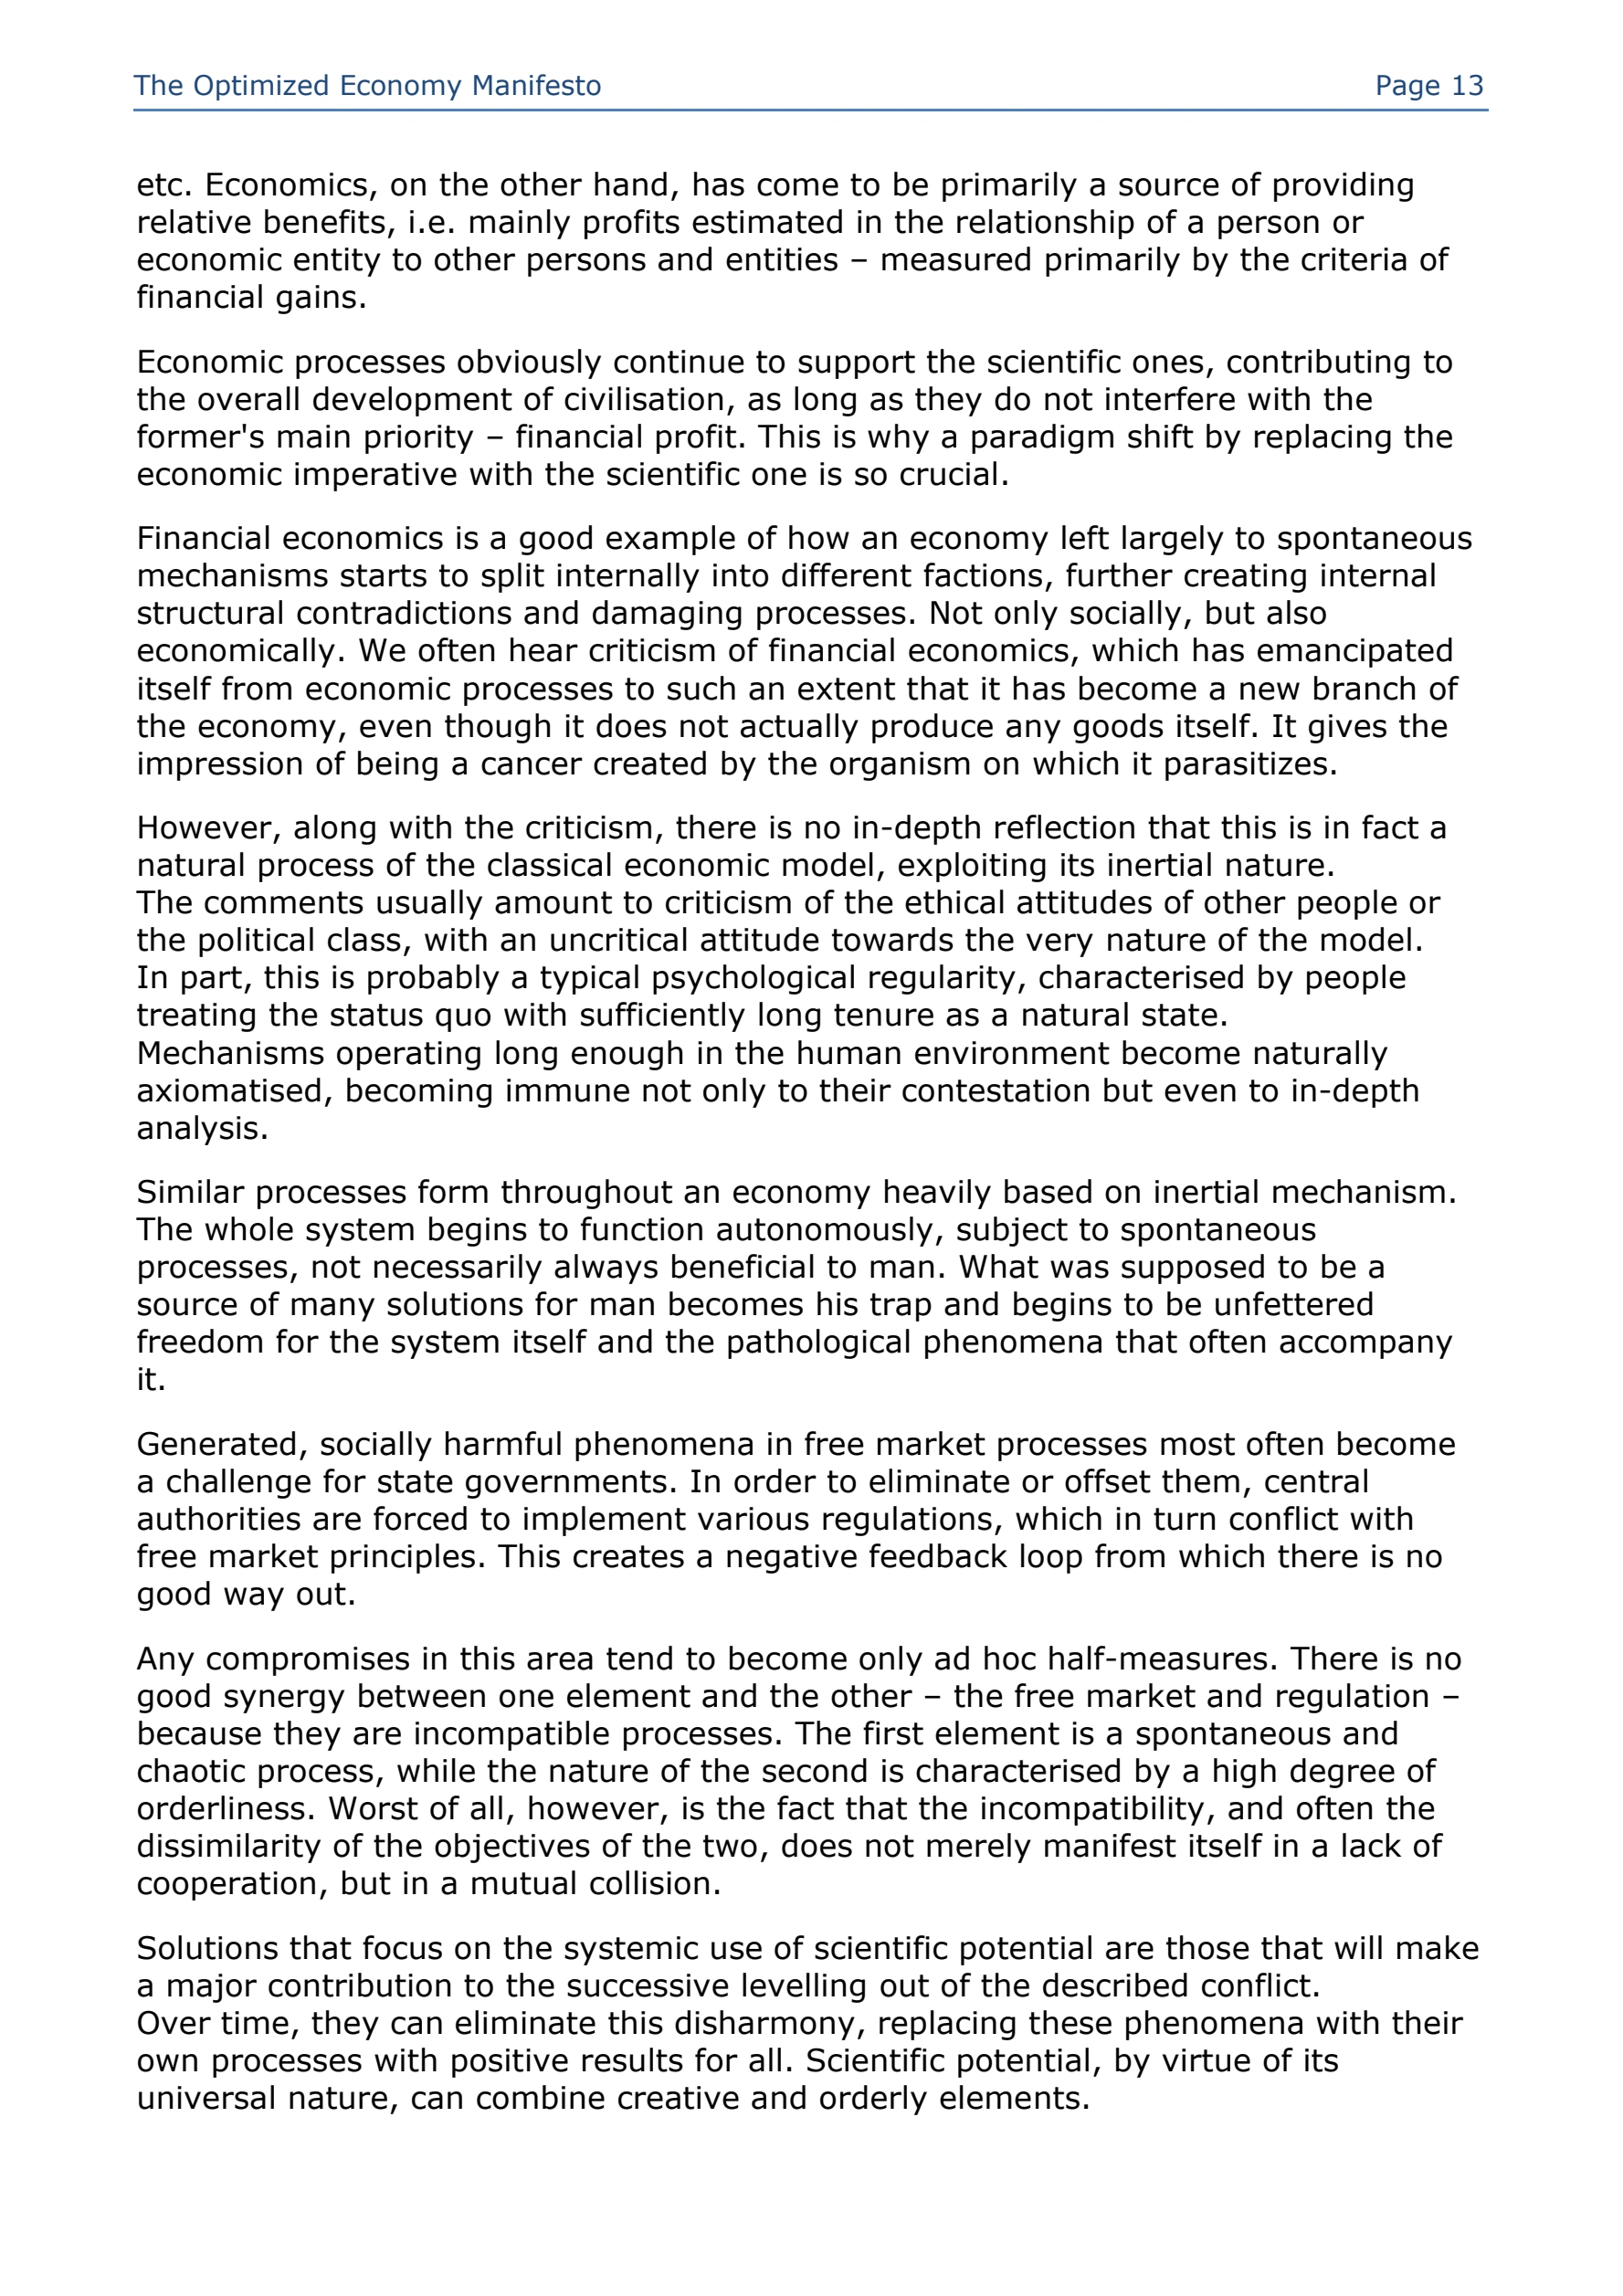 The Optimized Economy Manifesto Page 13
etc. Economics, on the other hand, has come to be primarily a source of providing
relative benefits, i.e. mainly profits estimated in the relationship of a person or
economic entity to other persons and entities – measured primarily by the criteria of
financial gains.
Economic processes obviously continue to support the scientific ones, contributing to
the overall development of civilisation, as long as they do not interfere with the
former's main priority – financial profit. This is why a paradigm shift by replacing the
economic imperative with the scientific one is so crucial.
Financial economics is a good example of how an economy left largely to spontaneous
mechanisms starts to split internally into different factions, further creating internal
structural contradictions and damaging processes. Not only socially, but also
economically. We often hear criticism of financial economics, which has emancipated
itself from economic processes to such an extent that it has become a new branch of
the economy, even though it does not actually produce any goods itself. It gives the
impression of being a cancer created by the organism on which it parasitizes.
However, along with the criticism, there is no in-depth reflection that this is in fact a
natural process of the classical economic model, exploiting its inertial nature.
The comments usually amount to criticism of the ethical attitudes of other people or
the political class, with an uncritical attitude towards the very nature of the model.
In part, this is probably a typical psychological regularity, characterised by people
treating the status quo with sufficiently long tenure as a natural state.
Mechanisms operating long enough in the human environment become naturally
axiomatised, becoming immune not only to their contestation but even to in-depth
analysis.
Similar processes form throughout an economy heavily based on inertial mechanism.
The whole system begins to function autonomously, subject to spontaneous
processes, not necessarily always beneficial to man. What was supposed to be a
source of many solutions for man becomes his trap and begins to be unfettered
freedom for the system itself and the pathological phenomena that often accompany
it.
Generated, socially harmful phenomena in free market processes most often become
a challenge for state governments. In order to eliminate or offset them, central
authorities are forced to implement various regulations, which in turn conflict with
free market principles. This creates a negative feedback loop from which there is no
good way out.
Any compromises in this area tend to become only ad hoc half-measures. There is no
good synergy between one element and the other – the free market and regulation –
because they are incompatible processes. The first element is a spontaneous and
chaotic process, while the nature of the second is characterised by a high degree of
orderliness. Worst of all, however, is the fact that the incompatibility, and often the
dissimilarity of the objectives of the two, does not merely manifest itself in a lack of
cooperation, but in a mutual collision.
Solutions that focus on the systemic use of scientific potential are those that will make
a major contribution to the successive levelling out of the described conflict.
Over time, they can eliminate this disharmony, replacing these phenomena with their
own processes with positive results for all. Scientific potential, by virtue of its
universal nature, can combine creative and orderly elements.